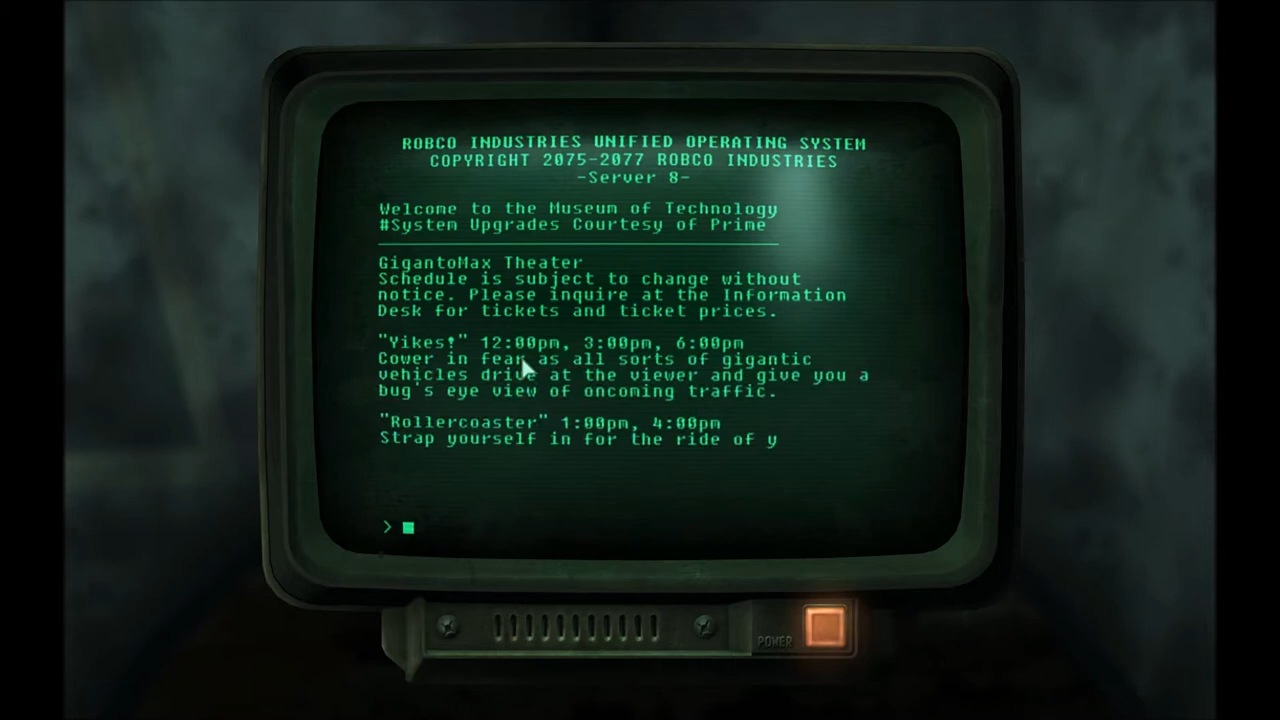 ROBCO INDUSTRIES UNIFIED OPERATING SYSTEM
COPYRIGHT 2075-2077 ROBCO INDUSTRIES
-Server 8-
Welcome to the Museum of Technology
#System Upgrades Courtesy of Prime
GigantoMax Theater
Schedule is subject to change without
notice. Please inquire at the Information
Desk for tickets and ticket prices.
"Yikes!" 12:00pm, 3:00pm, 6:00pm
Cower in fear as all sorts of gigantic
vehicles drive at the viewer and give you a
bug's eye view of oncoming traffic.
"Rollercoaster" 1:00pm, 4:00pm
Strap yourself in for the ride of y
>
POWER